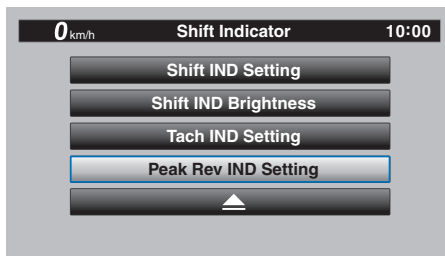 0 km/h Shift Indicator 10:00
Shift IND Setting
Shift IND Brightness
Tach IND Setting
Peak Rev IND Setting